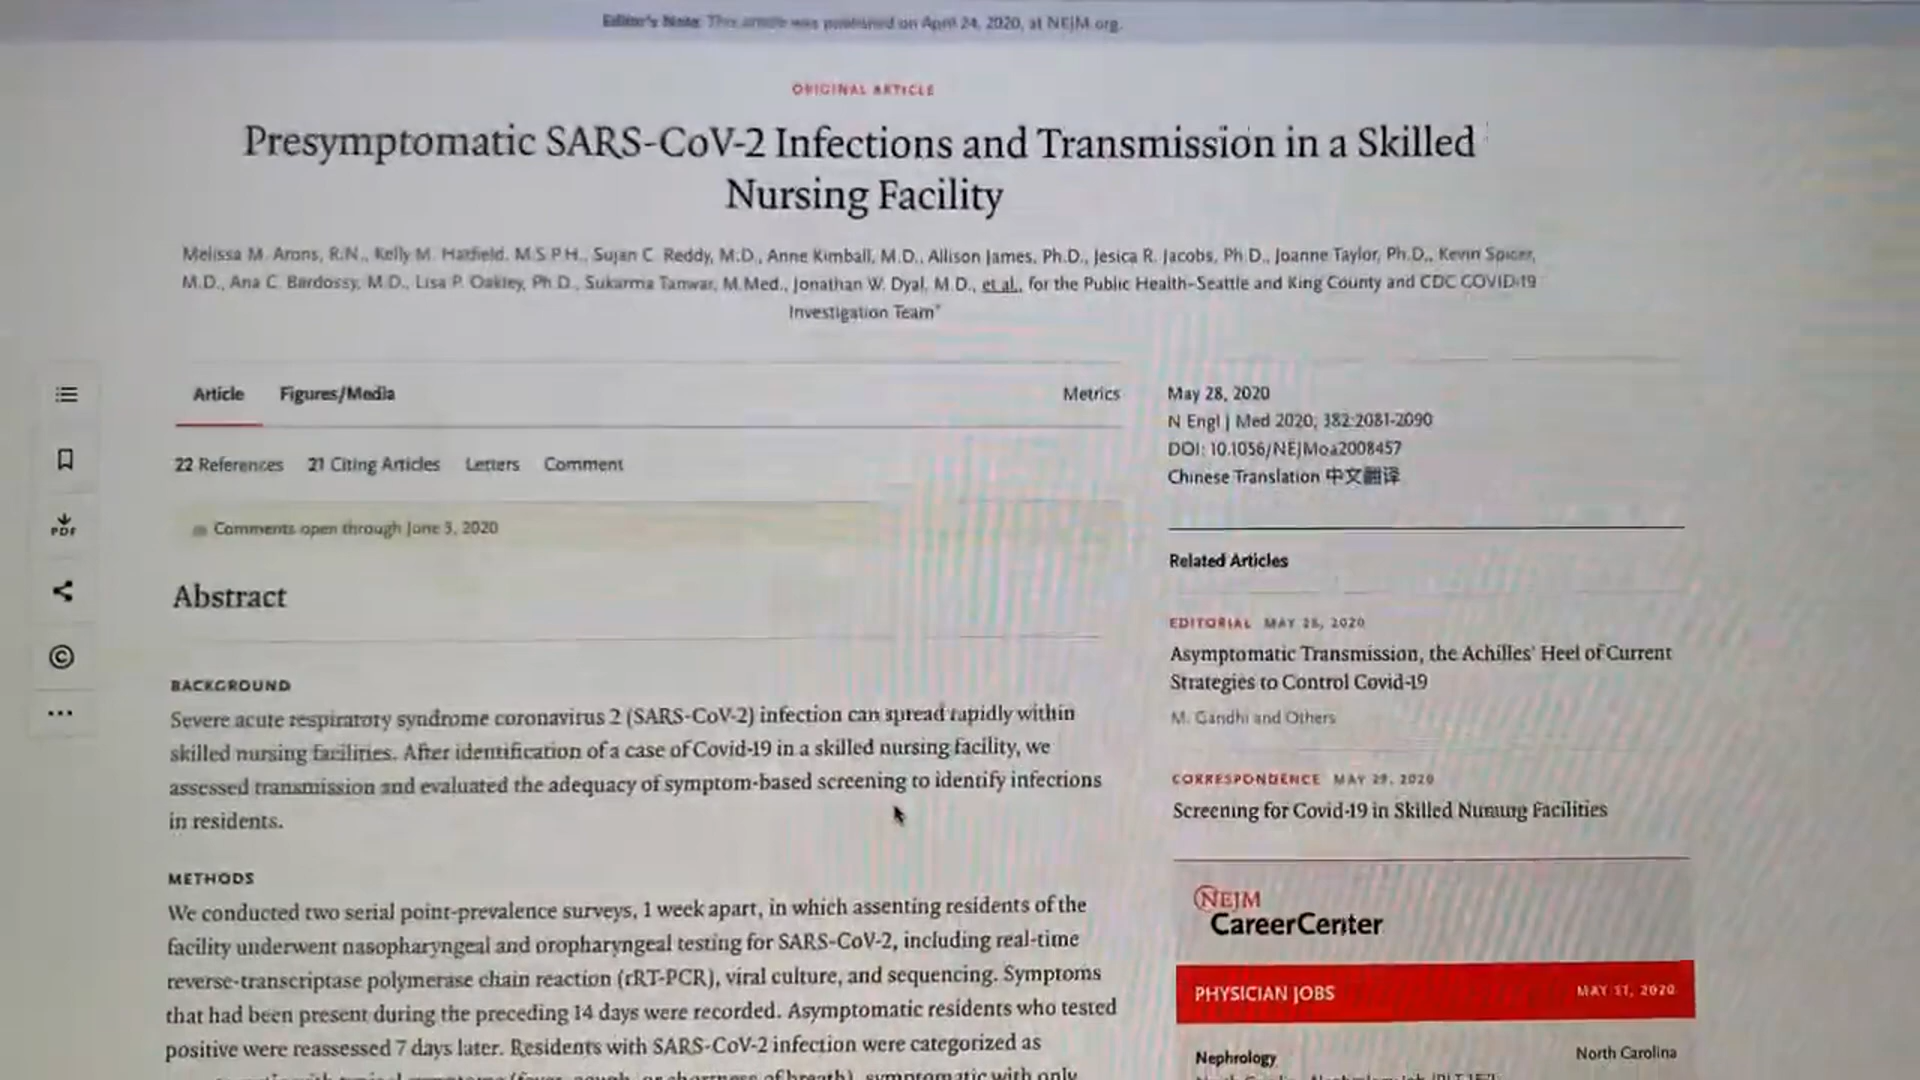 Editor's Note: This article was published on April 24, 2020, at NEJM.org.
ORIGINAL ARTICLE
Presymptomatic SARS-CoV-2 Infections and Transmission in a Skilled
Nursing Facility
Melissa M. Arons, R.N., Kelly M. Hatfield, M.S.P.H., Sujan C. Reddy, M.D., Anne Kimball, M.D., Allison James, Ph.D., Jesica R. Jacobs, Ph.D., Joanne Taylor, Ph.D., Kevin Spicer,
M.D., Ana C. Bardossy, M.D., Lisa P. Oakley, Ph.D., Sukarma Tanwar, M.Med., Jonathan W. Dyal, M.D., et al., for the Public Health–Seattle and King County and CDC COVID-19
Investigation Team*
Article Figures/Media Metrics
22 References 21 Citing Articles Letters Comment
Comments open through June 3, 2020
Abstract
BACKGROUND
Severe acute respiratory syndrome coronavirus 2 (SARS-CoV-2) infection can spread rapidly within
skilled nursing facilities. After identification of a case of Covid-19 in a skilled nursing facility, we
assessed transmission and evaluated the adequacy of symptom-based screening to identify infections
in residents.
METHODS
We conducted two serial point-prevalence surveys, 1 week apart, in which assenting residents of the
facility underwent nasopharyngeal and oropharyngeal testing for SARS-CoV-2, including real-time
reverse-transcriptase polymerase chain reaction (rRT-PCR), viral culture, and sequencing. Symptoms
that had been present during the preceding 14 days were recorded. Asymptomatic residents who tested
positive were reassessed 7 days later. Residents with SARS-CoV-2 infection were categorized as
symptomatic with only
PDF
May 28, 2020
N Engl J Med 2020; 382:2081-2090
DOI: 10.1056/NEJMoa2008457
Chinese Translation 中文翻译
Related Articles
EDITORIAL MAY 28, 2020
Asymptomatic Transmission, the Achilles' Heel of Current
Strategies to Control Covid-19
M. Gandhi and Others
CORRESPONDENCE MAY 29, 2020
Screening for Covid-19 in Skilled Nursing Facilities
NEJM
CareerCenter
PHYSICIAN JOBS MAY 31, 2020
Nephrology North Carolina